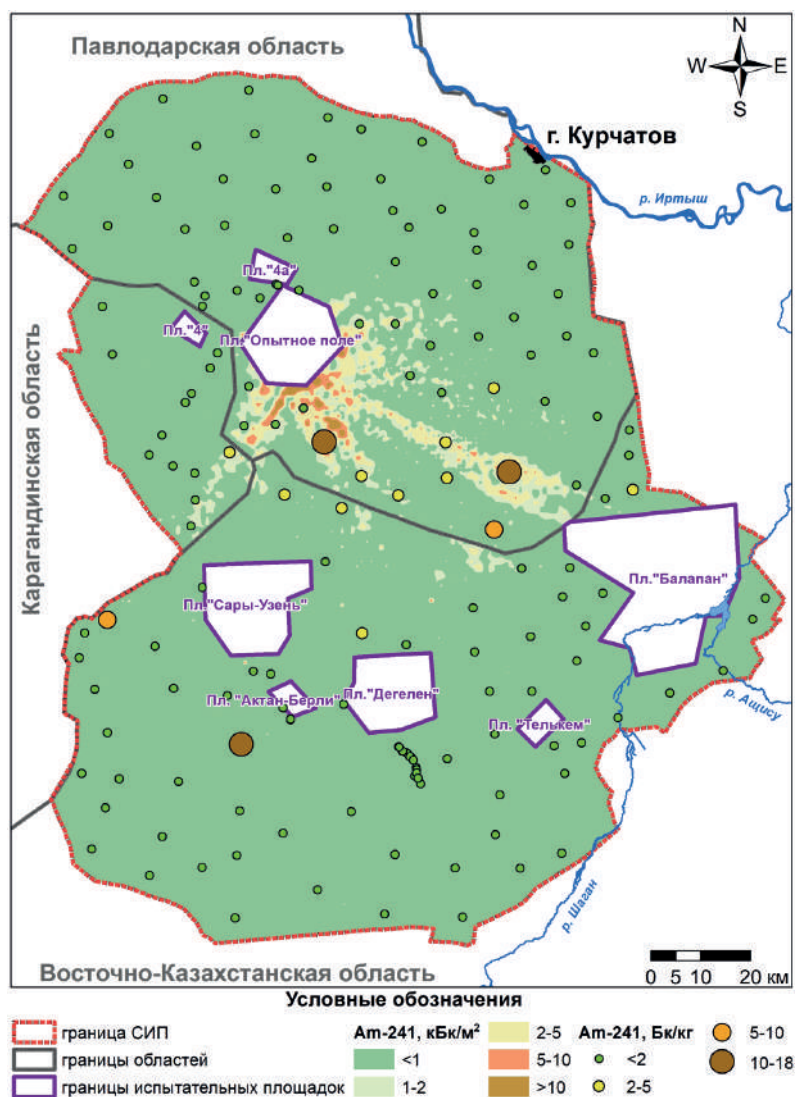 Павлодарская область
N
W E
S
г. Курчатов
р. Иртыш
Пл."4а"
Пл."4"
Пл."Опытное поле"
Карагандинская область
Пл."Балапан"
Пл."Сары-Узень"
Пл."Дегелен"
Пл. "Актан-Берли"
Пл. "Телькем"
р. Ащису
р. Шаган
0 5 10 20 км
Восточно-Казахстанская область
Условные обозначения
граница СИП
границы областей
границы испытательных площадок
Am-241, кБк/м²
<1
1-2
2-5
5-10
>10
Am-241, Бк/кг
<2
2-5
5-10
10-18